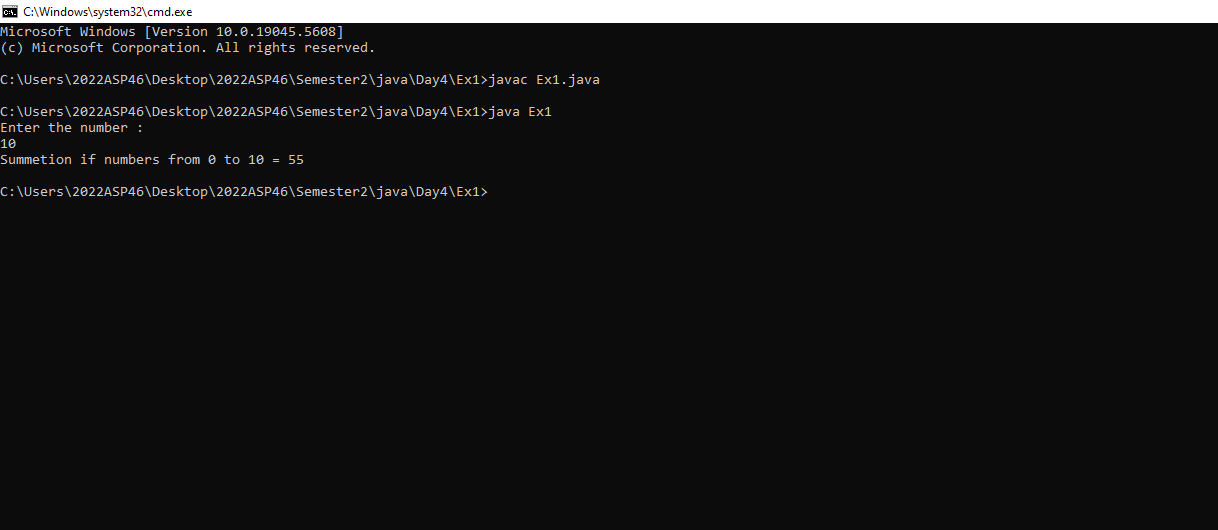 C:\Windows\system32\cmd.exe
Microsoft Windows [Version 10.0.19045.5608]
(c) Microsoft Corporation. All rights reserved.
C:\Users\2022ASP46\Desktop\2022ASP46\Semester2\java\Day4\Ex1>javac Ex1.java
C:\Users\2022ASP46\Desktop\2022ASP46\Semester2\java\Day4\Ex1>java Ex1
Enter the number :
10
Summetion if numbers from 0 to 10 = 55
C:\Users\2022ASP46\Desktop\2022ASP46\Semester2\java\Day4\Ex1>